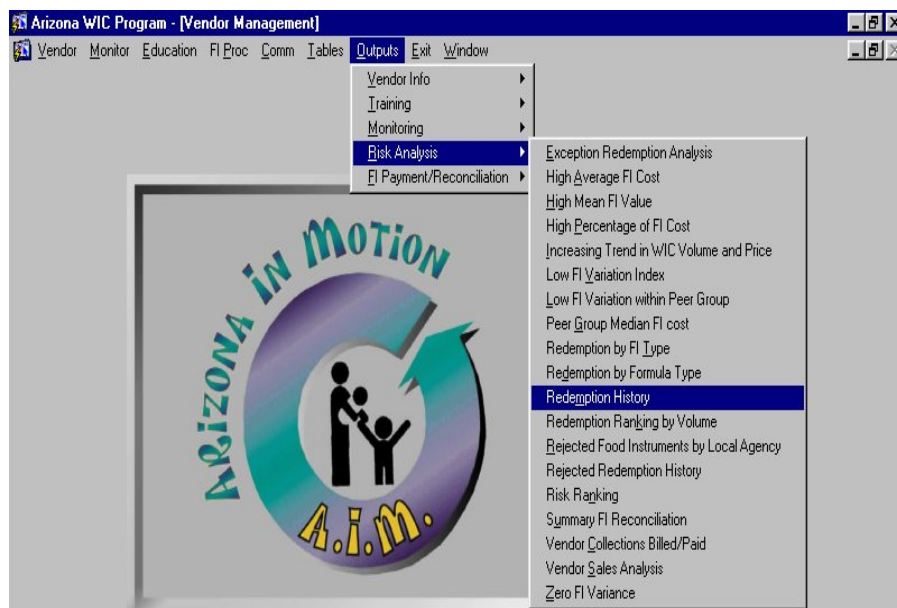 Arizona WIC Program - [Vendor Management]
Vendor Monitor Education FI Proc Comm Tables Outputs Exit Window
Vendor Info
Training
Monitoring
Risk Analysis
FI Payment/Reconciliation
Exception Redemption Analysis
High Average FI Cost
High Mean FI Value
High Percentage of FI Cost
Increasing Trend in WIC Volume and Price
Low FI Variation Index
Low FI Variation within Peer Group
Peer Group Median FI cost
Redemption by FI Type
Redemption by Formula Type
Redemption History
Redemption Ranking by Volume
Rejected Food Instruments by Local Agency
Rejected Redemption History
Risk Ranking
Summary FI Reconciliation
Vendor Collections Billed/Paid
Vendor Sales Analysis
Zero FI Variance
ARiZONA iN MOTiON
A.i.M.